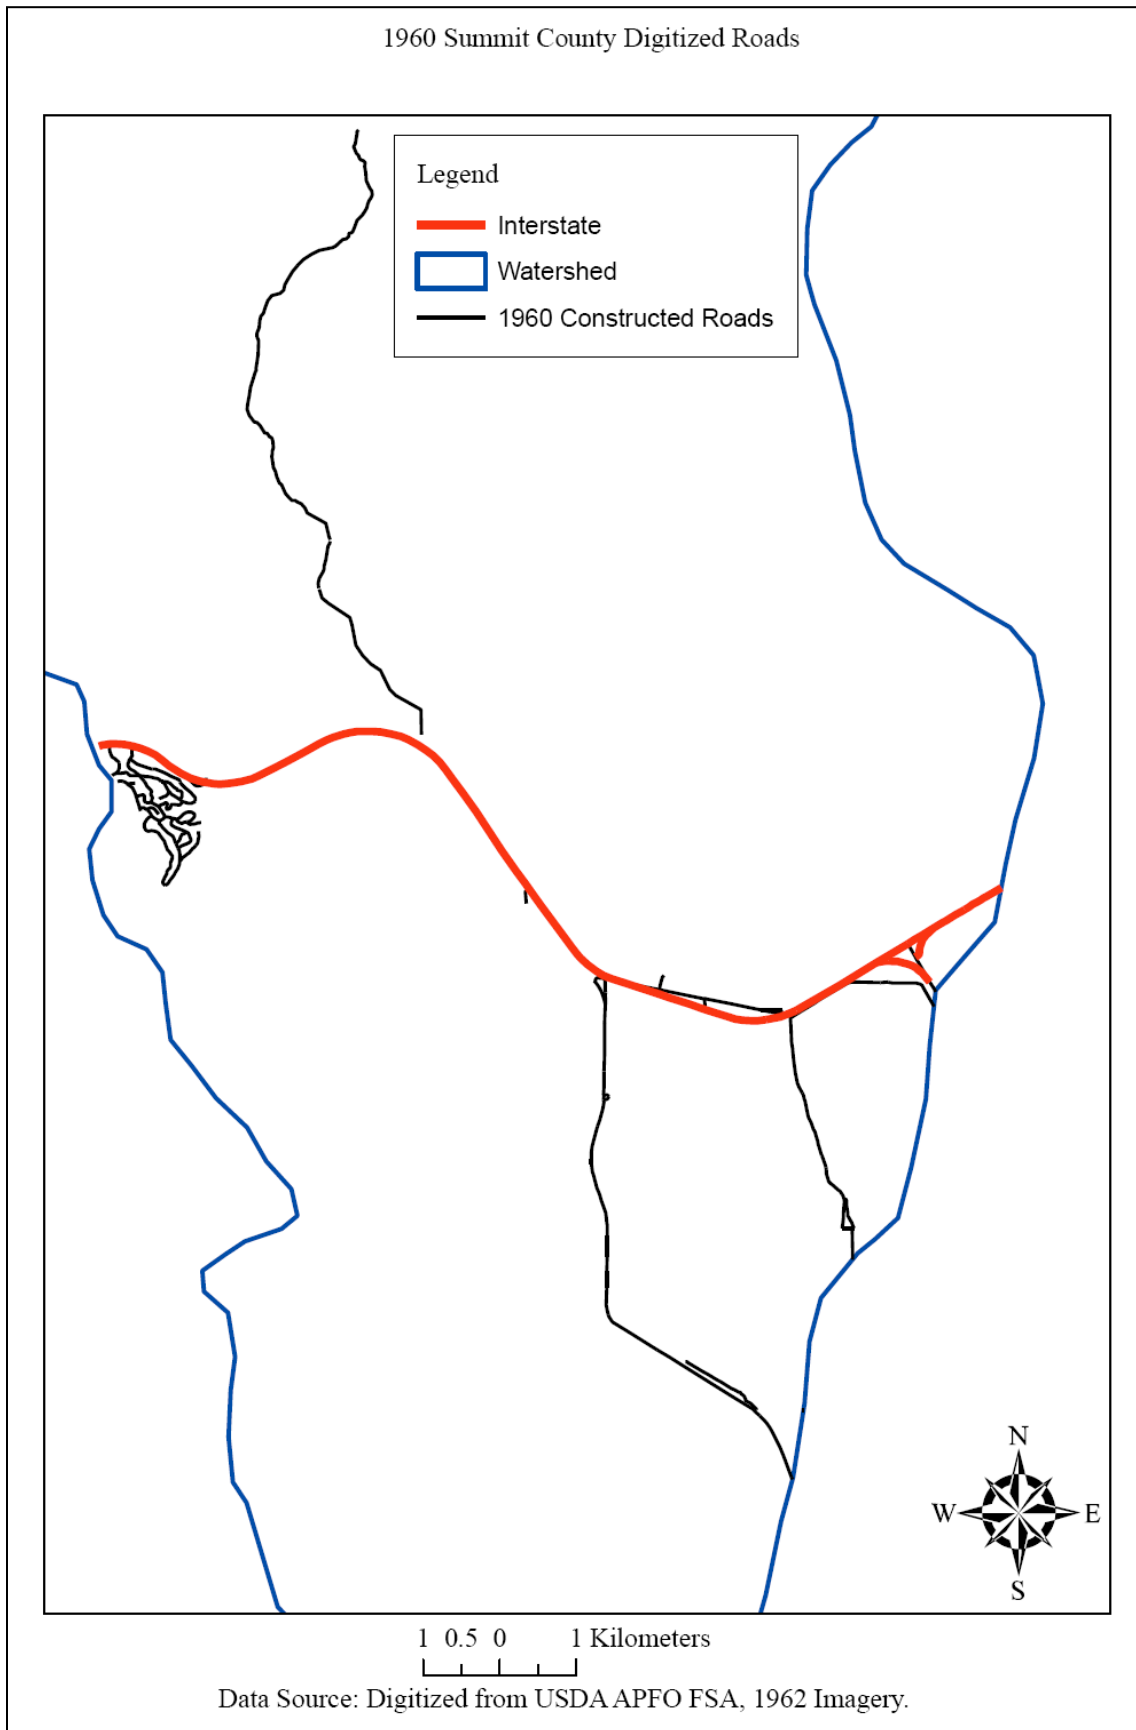 1960 Summit County Digitized Roads
Legend
Interstate
Watershed
1960 Constructed Roads
N
W E
S
1 0.5 0 1 Kilometers
Data Source: Digitized from USDA APFO FSA, 1962 Imagery.